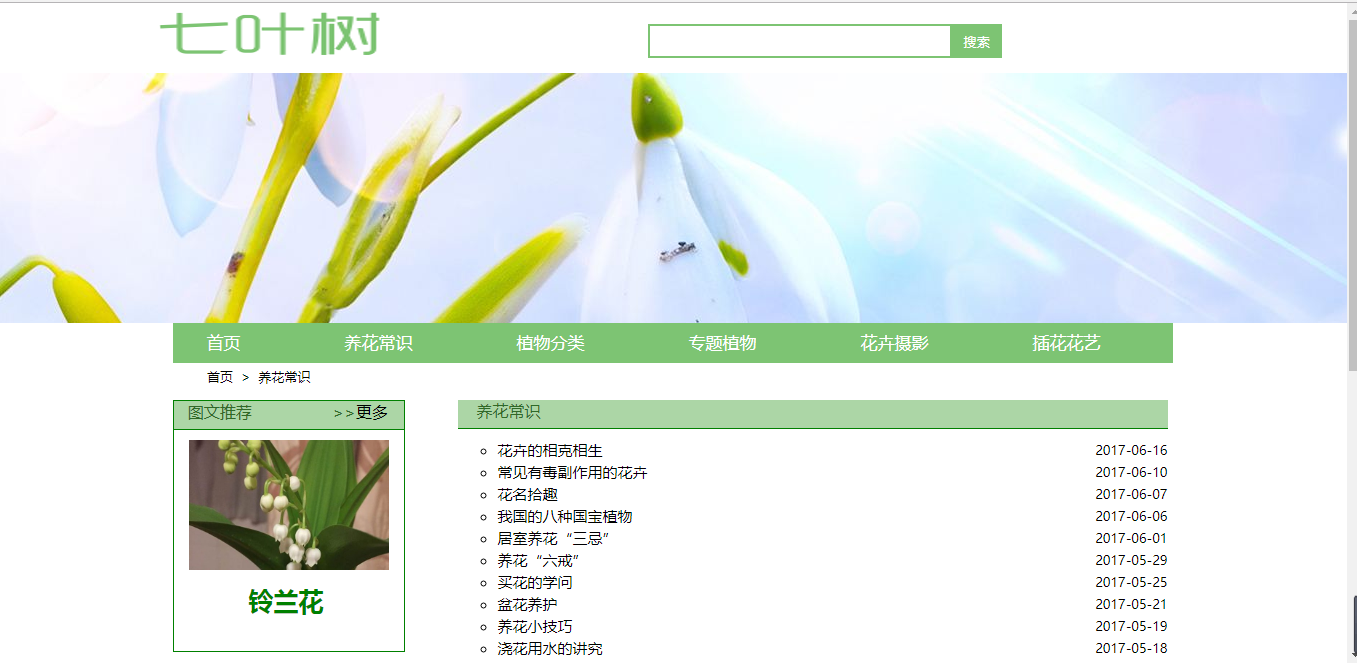 七叶树
搜索
首页 养花常识 植物分类 专题植物 花卉摄影 插花花艺
首页 > 养花常识
图文推荐 >>更多
铃兰花
养花常识
花卉的相克相生 2017-06-16
常见有毒副作用的花卉 2017-06-10
花名拾趣 2017-06-07
我国的八种国宝植物 2017-06-06
居室养花“三忌” 2017-06-01
养花“六戒” 2017-05-29
买花的学问 2017-05-25
盆花养护 2017-05-21
养花小技巧 2017-05-19
浇花用水的讲究 2017-05-18